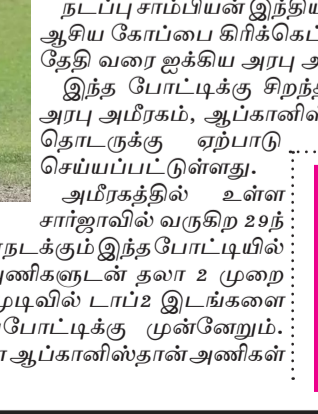 நடப்பு சாம்பியன் இந்திய
ஆசிய கோப்பை கிரிக்கெட்
தேதி வரை ஐக்கிய அரபு அ
இந்த போட்டிக்கு சிறந்த
அரபு அமீரகம், ஆப்கானிஸ்
தொடருக்கு ஏற்பாடு
செய்யப்பட்டுள்ளது.
அமீரகத்தில் உள்ள
சார்ஜாவில் வருகிற 29ந்
நடக்கும் இந்த போட்டியில்
அணிகளுடன் தலா 2 முறை
முடிவில் டாப்2 இடங்களை
போட்டிக்கு முன்னேறும்.
ஆப்கானிஸ்தான் அணிகள்